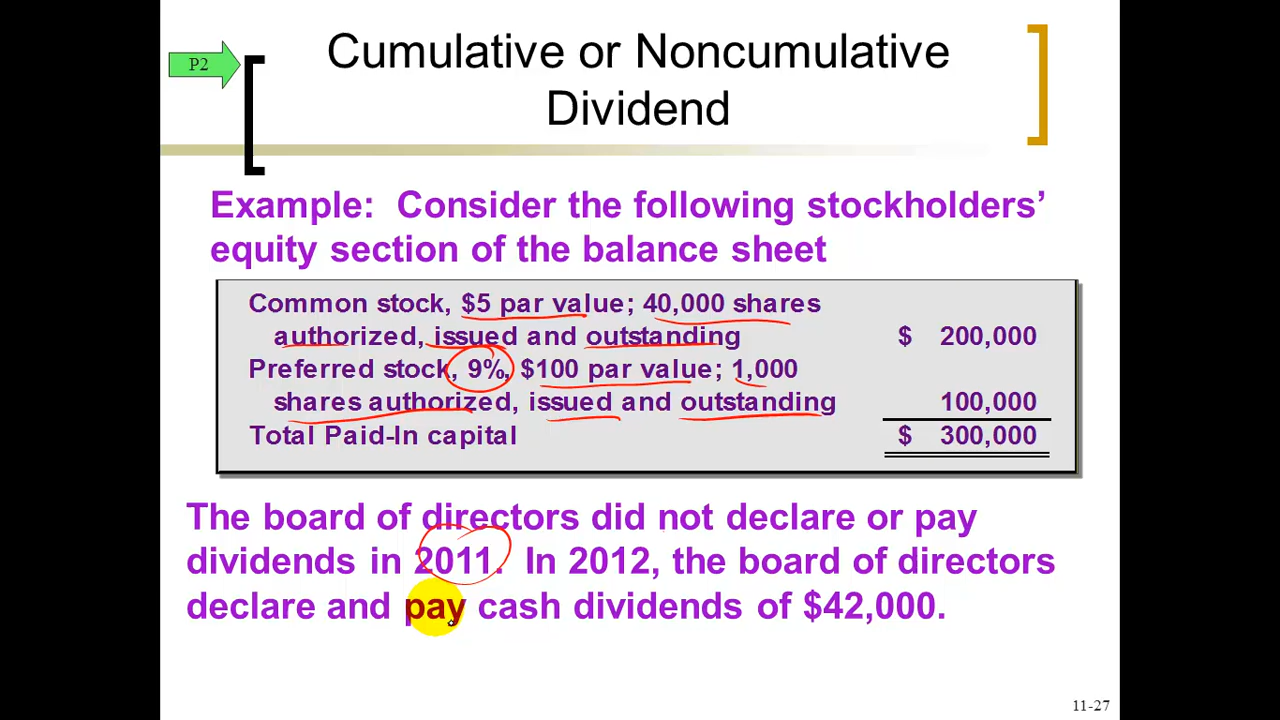 P2
Cumulative or Noncumulative
Dividend
Example: Consider the following stockholders’
equity section of the balance sheet
Common stock, $5 par value; 40,000 shares
authorized, issued and outstanding $ 200,000
Preferred stock, 9%, $100 par value; 1,000
shares authorized, issued and outstanding 100,000
Total Paid-In capital $ 300,000
The board of directors did not declare or pay
dividends in 2011. In 2012, the board of directors
declare and pay cash dividends of $42,000.
11-27